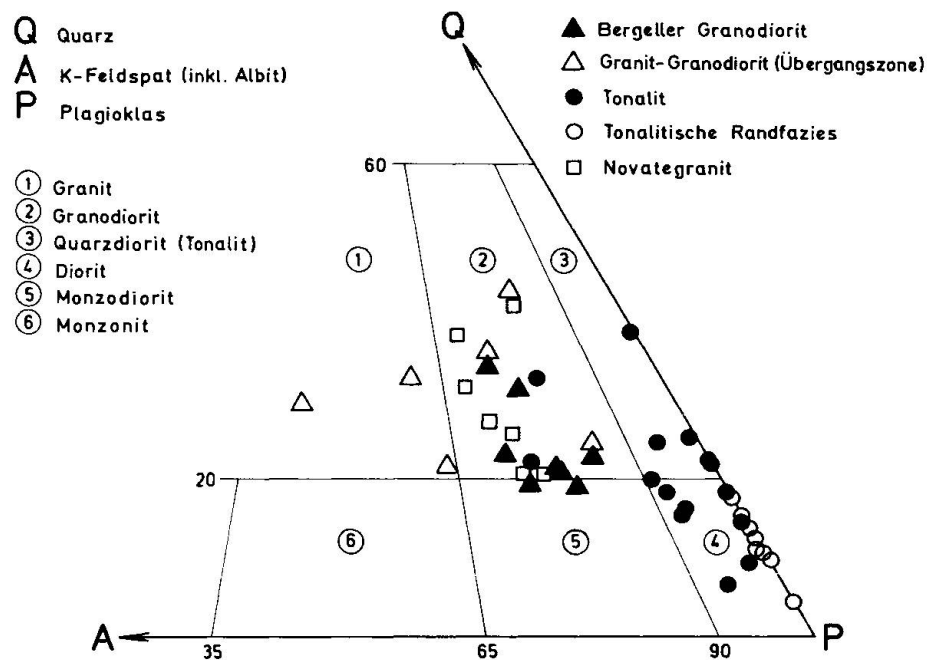 Q Quarz
A K-Feldspat (inkl. Albit)
P Plagioklas
1 Granit
2 Granodiorit
3 Quarzdiorit (Tonalit)
4 Diorit
5 Monzodiorit
6 Monzonit
Bergeller Granodiorit
Granit-Granodiorit (Übergangszone)
Tonalit
Tonalitische Randfazies
Novategranit
Q
60
1 2 3
20
6 5 4
A P
35 65 90